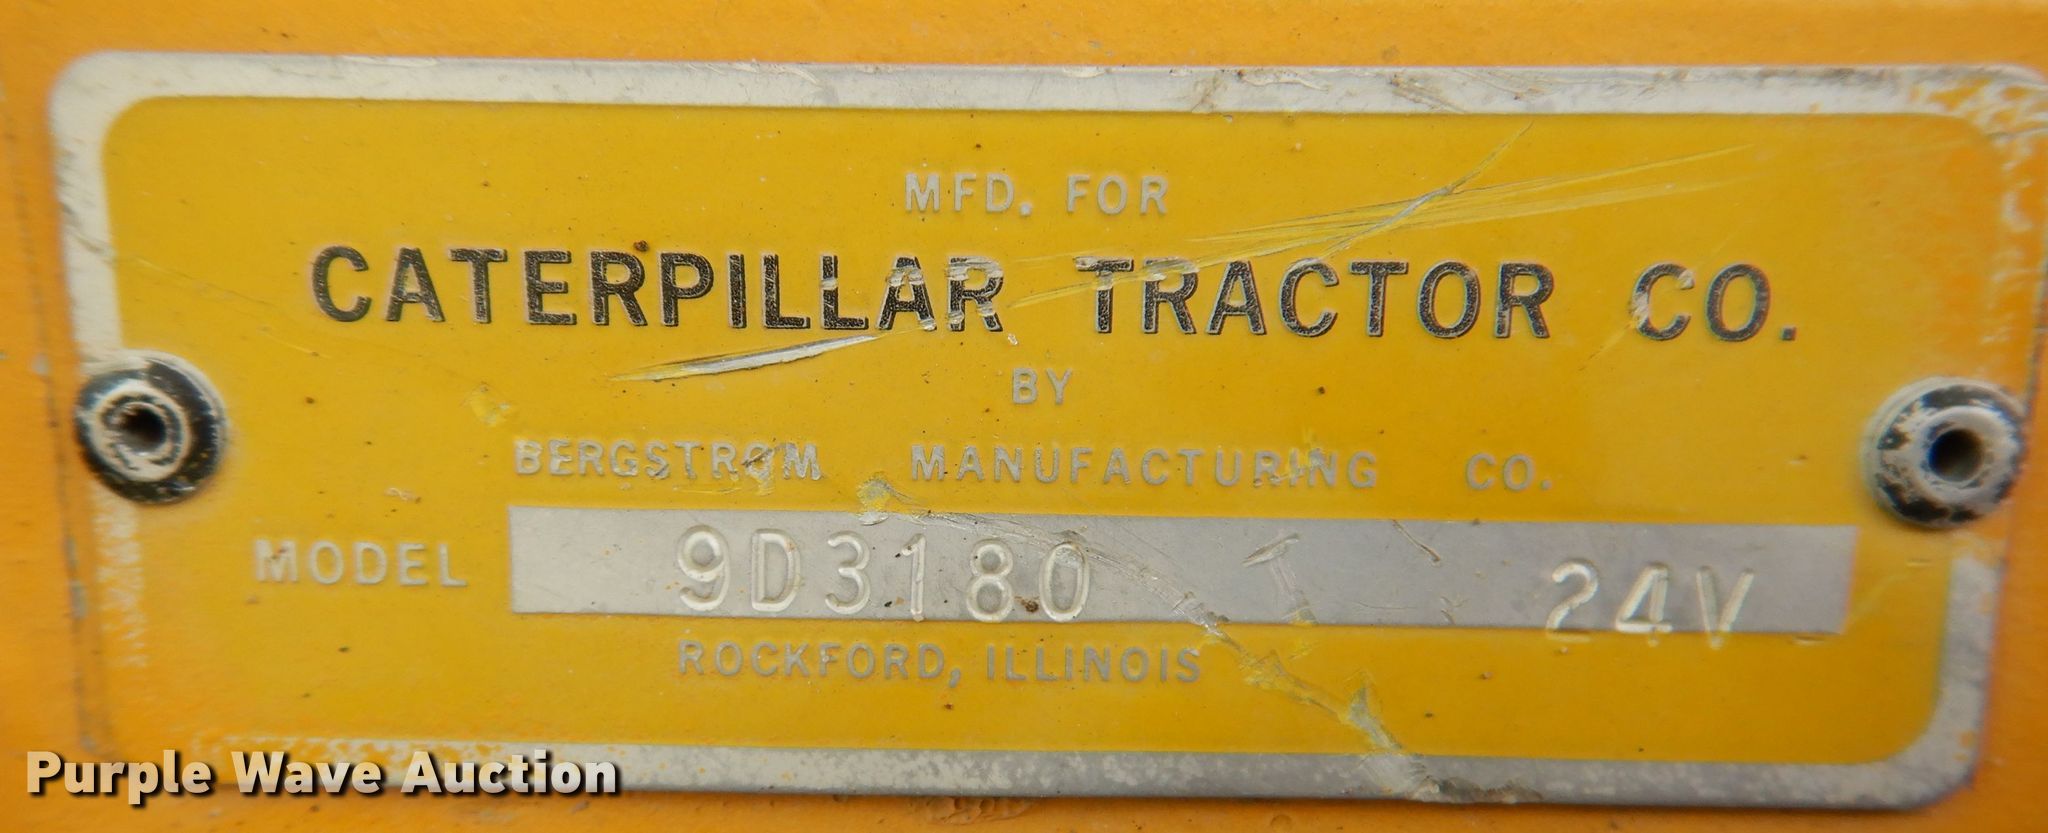 MFD. FOR
CATERPILLAR TRACTOR CO.
BY
BERGSTROM MANUFACTURING CO.
MODEL 9D3180 24V
ROCKFORD, ILLINOIS
Purple Wave Auction